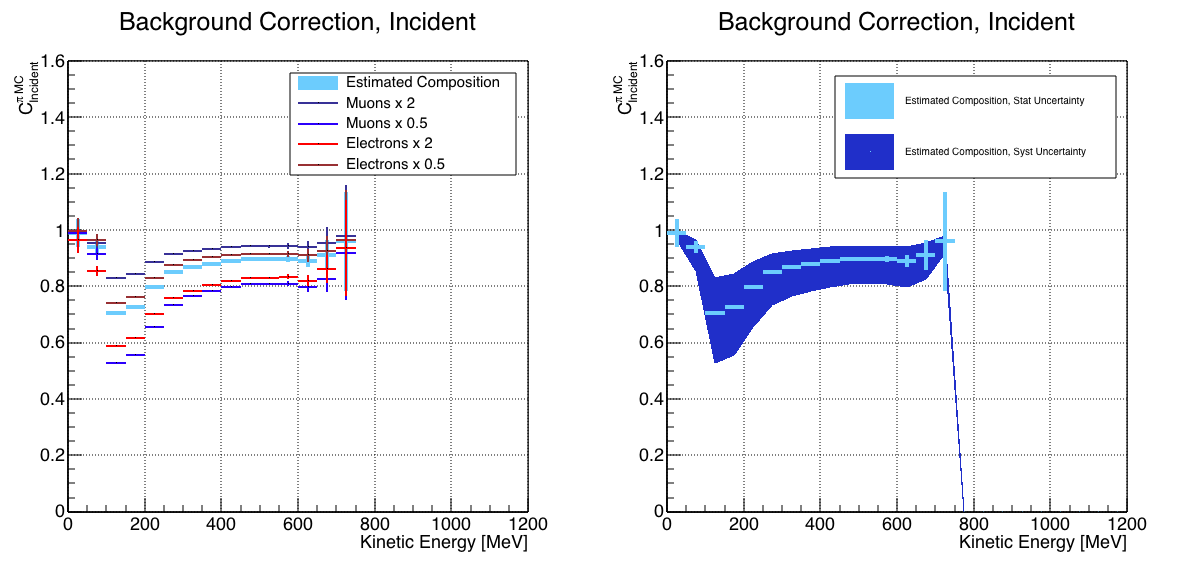 Background Correction, Incident
C^{π MC}_{Incident}
1.6
1.4
1.2
1
0.8
0.6
0.4
0.2
0
0 200 400 600 800 1000 1200
Kinetic Energy [MeV]
Estimated Composition
Muons x 2
Muons x 0.5
Electrons x 2
Electrons x 0.5
Background Correction, Incident
C^{π MC}_{Incident}
1.6
1.4
1.2
1
0.8
0.6
0.4
0.2
0
0 200 400 600 800 1000 1200
Kinetic Energy [MeV]
Estimated Composition, Stat Uncertainty
Estimated Composition, Syst Uncertainty